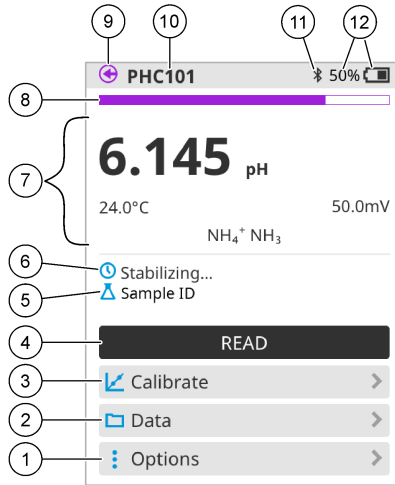 9 10 11 12
PHC101 50%
8
7
6.145 pH
24.0°C 50.0mV
NH₄⁺ NH₃
6 Stabilizing...
5 Sample ID
4 READ
3 Calibrate
2 Data
1 Options